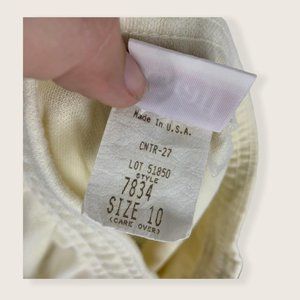 Made In U.S.A.
CNTR-27
LOT 51850
STYLE
7834
SIZE 10
(CARE OVER)